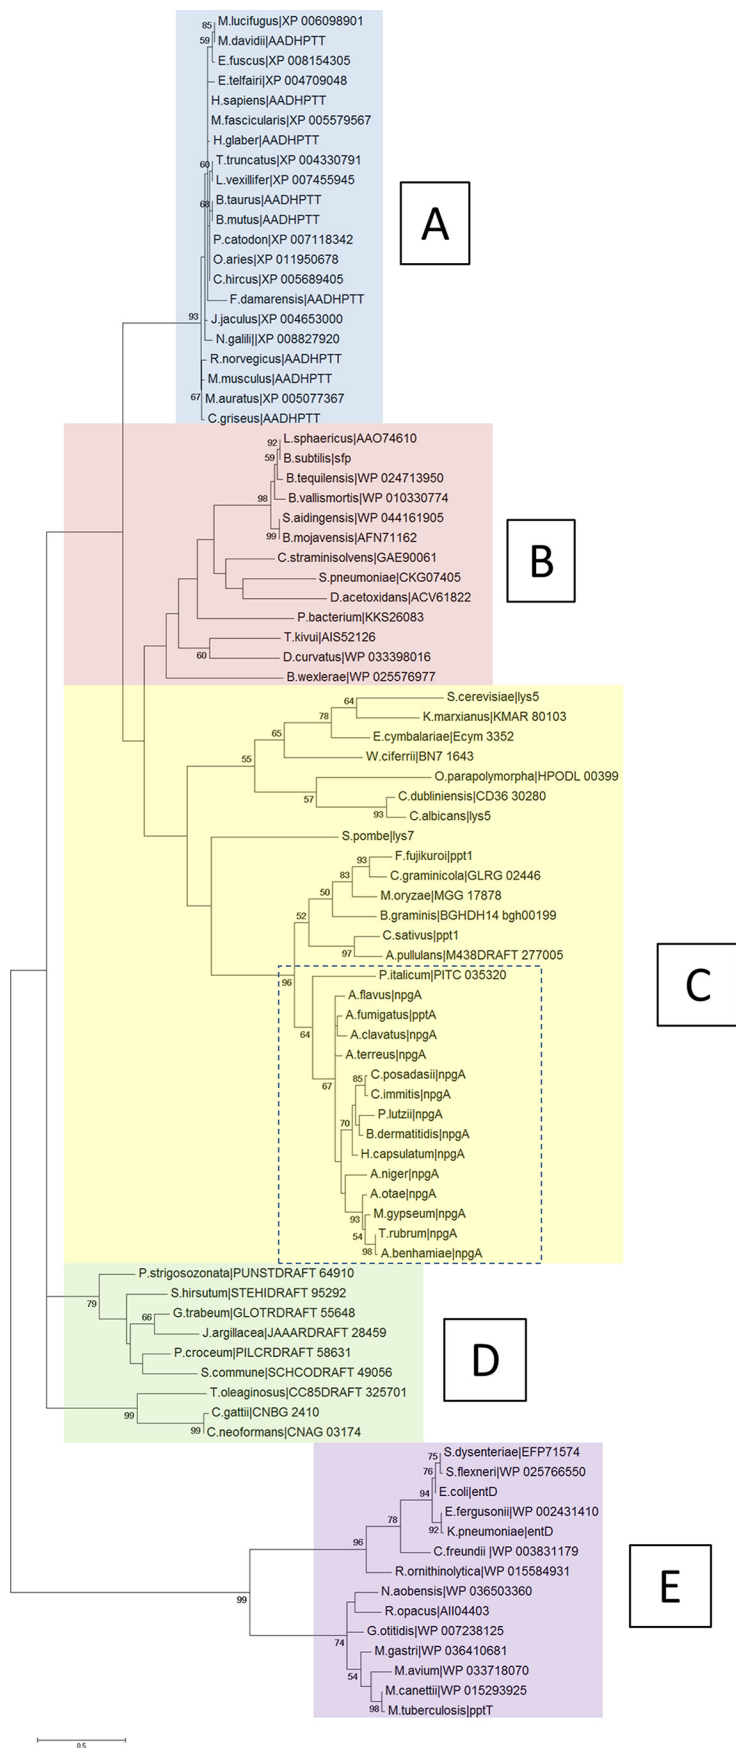 M.lucifugus|XP 006098901
85
M.davidii|AADHPTT
59
E.fuscus|XP 008154305
E.telfairi|XP 004709048
H.sapiens|AADHPTT
M.fascicularis|XP 005579567
H.glaber|AADHPTT
T.truncatus|XP 004330791
60
L.vexillifer|XP 007455945
B.taurus|AADHPTT
68
B.mutus|AADHPTT
A
P.catodon|XP 007118342
O.aries|XP 011950678
C.hircus|XP 005689405
F.damarensis|AADHPTT
93
J.jaculus|XP 004653000
N.galili||XP 008827920
R.norvegicus|AADHPTT
M.musculus|AADHPTT
67
M.auratus|XP 005077367
C.griseus|AADHPTT
L.sphaericus|AAO74610
92
B.subtilis|sfp
59
B.tequilensis|WP 024713950
98
B.vallismortis|WP 010330774
S.aidingensis|WP 044161905
99
B.mojavensis|AFN71162
C.straminisolvens|GAE90061
B
S.pneumoniae|CKG07405
D.acetoxidans|ACV61822
P.bacterium|KKS26083
T.kivui|AIS52126
60
D.curvatus|WP 033398016
B.wexlerae|WP 025576977
S.cerevisiae|lys5
64
K.marxianus|KMAR 80103
78
E.cymbalariae|Ecym 3352
65
W.ciferrii|BN7 1643
55
O.parapolymorpha|HPODL 00399
57
C.dubliniensis|CD36 30280
93
C.albicans|lys5
S.pombe|lys7
F.fujikuroi|ppt1
93
C.graminicola|GLRG 02446
83
M.oryzae|MGG 17878
50
B.graminis|BGHDH14 bgh00199
52
C.sativus|ppt1
97
A.pullulans|M438DRAFT 277005
96
P.italicum|PITC 035320
C
A.flavus|npgA
A.fumigatus|pptA
64
A.clavatus|npgA
A.terreus|npgA
67
C.posadasii|npgA
85
C.immitis|npgA
P.lutzii|npgA
70
B.dermatitidis|npgA
H.capsulatum|npgA
A.niger|npgA
A.otae|npgA
93
M.gypseum|npgA
54
T.rubrum|npgA
98
A.benhamiae|npgA
P.strigosozonata|PUNSTDRAFT 64910
79
S.hirsutum|STEHIDRAFT 95292
66
G.trabeum|GLOTRDRAFT 55648
J.argillacea|JAAARDRAFT 28459
P.croceum|PILCRDRAFT 58631
D
S.commune|SCHCODRAFT 49056
T.oleaginosus|CC85DRAFT 325701
99
C.gattii|CNBG 2410
99
C.neoformans|CNAG 03174
S.dysenteriae|EFP71574
75
S.flexneri|WP 025766550
76
E.coli|entD
94
E.fergusonii|WP 002431410
78
92
K.pneumoniae|entD
96
C.freundii |WP 003831179
R.ornithinolytica|WP 015584931
E
99
N.aobensis|WP 036503360
R.opacus|AII04403
G.otitidis|WP 007238125
74
M.gastri|WP 036410681
54
M.avium|WP 033718070
M.canettii|WP 015293925
98
M.tuberculosis|pptT
0.5